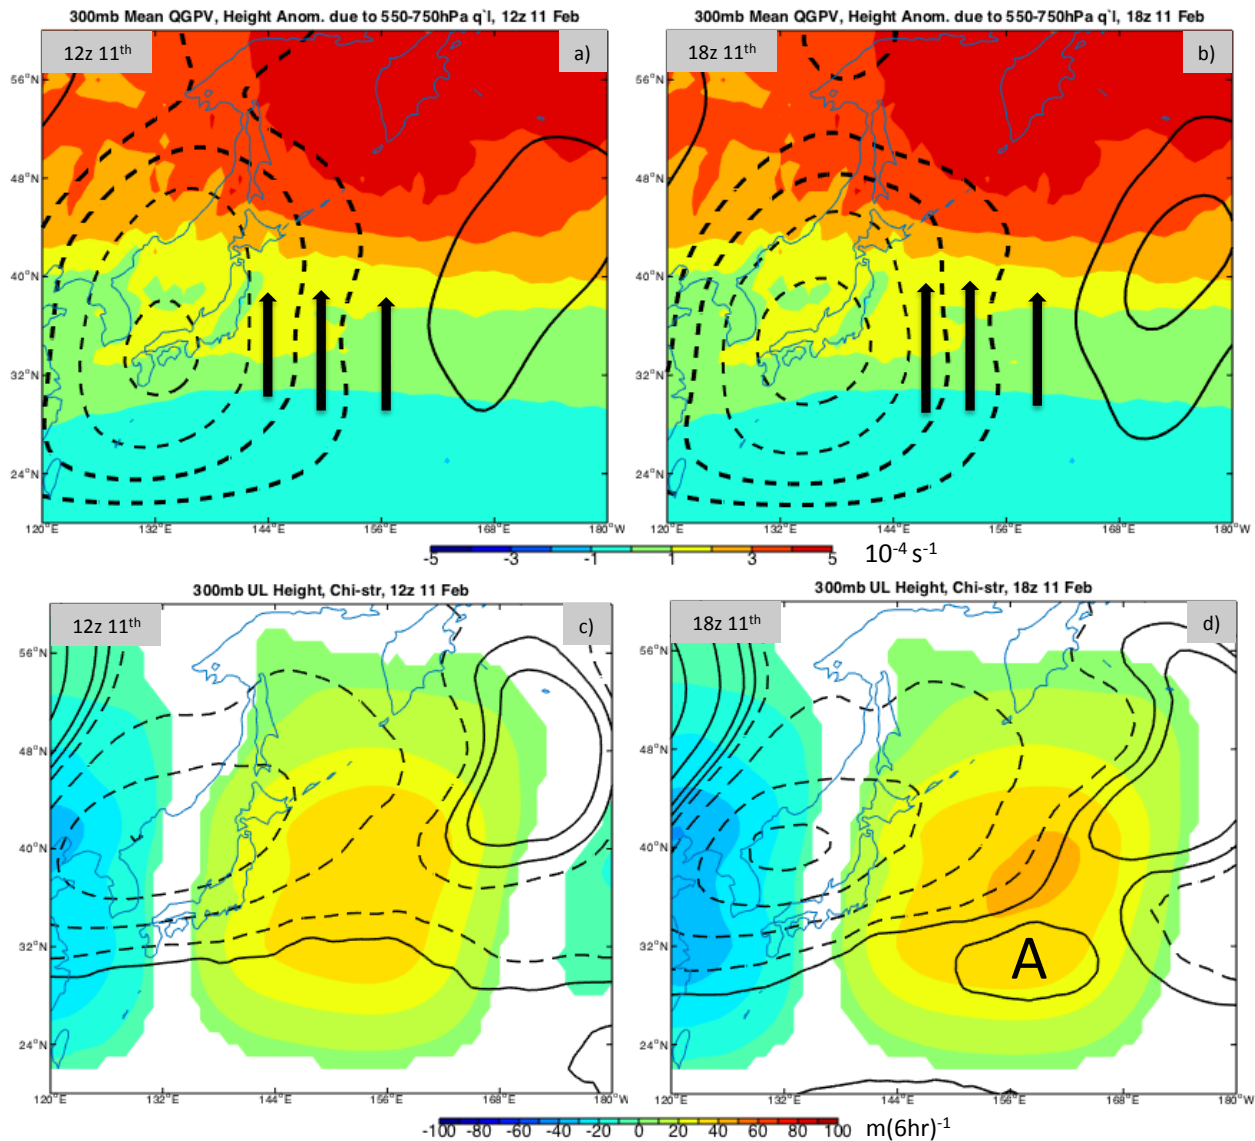 300mb Mean QGPV, Height Anom. due to 550-750hPa q`l, 12z 11 Feb
12z 11th
a)
56°N
48°N
40°N
32°N
24°N
120°E 132°E 144°E 156°E 168°E 180°W
300mb Mean QGPV, Height Anom. due to 550-750hPa q`l, 18z 11 Feb
18z 11th
b)
56°N
48°N
40°N
32°N
24°N
120°E 132°E 144°E 156°E 168°E 180°W
-5 -3 -1 1 3 5
10-4 s-1
300mb UL Height, Chi-str, 12z 11 Feb
12z 11th
c)
56°N
48°N
40°N
32°N
24°N
120°E 132°E 144°E 156°E 168°E 180°W
300mb UL Height, Chi-str, 18z 11 Feb
18z 11th
d)
A
56°N
48°N
40°N
32°N
24°N
120°E 132°E 144°E 156°E 168°E 180°W
-100 -80 -60 -40 -20 0 20 40 60 80 100
m(6hr)-1